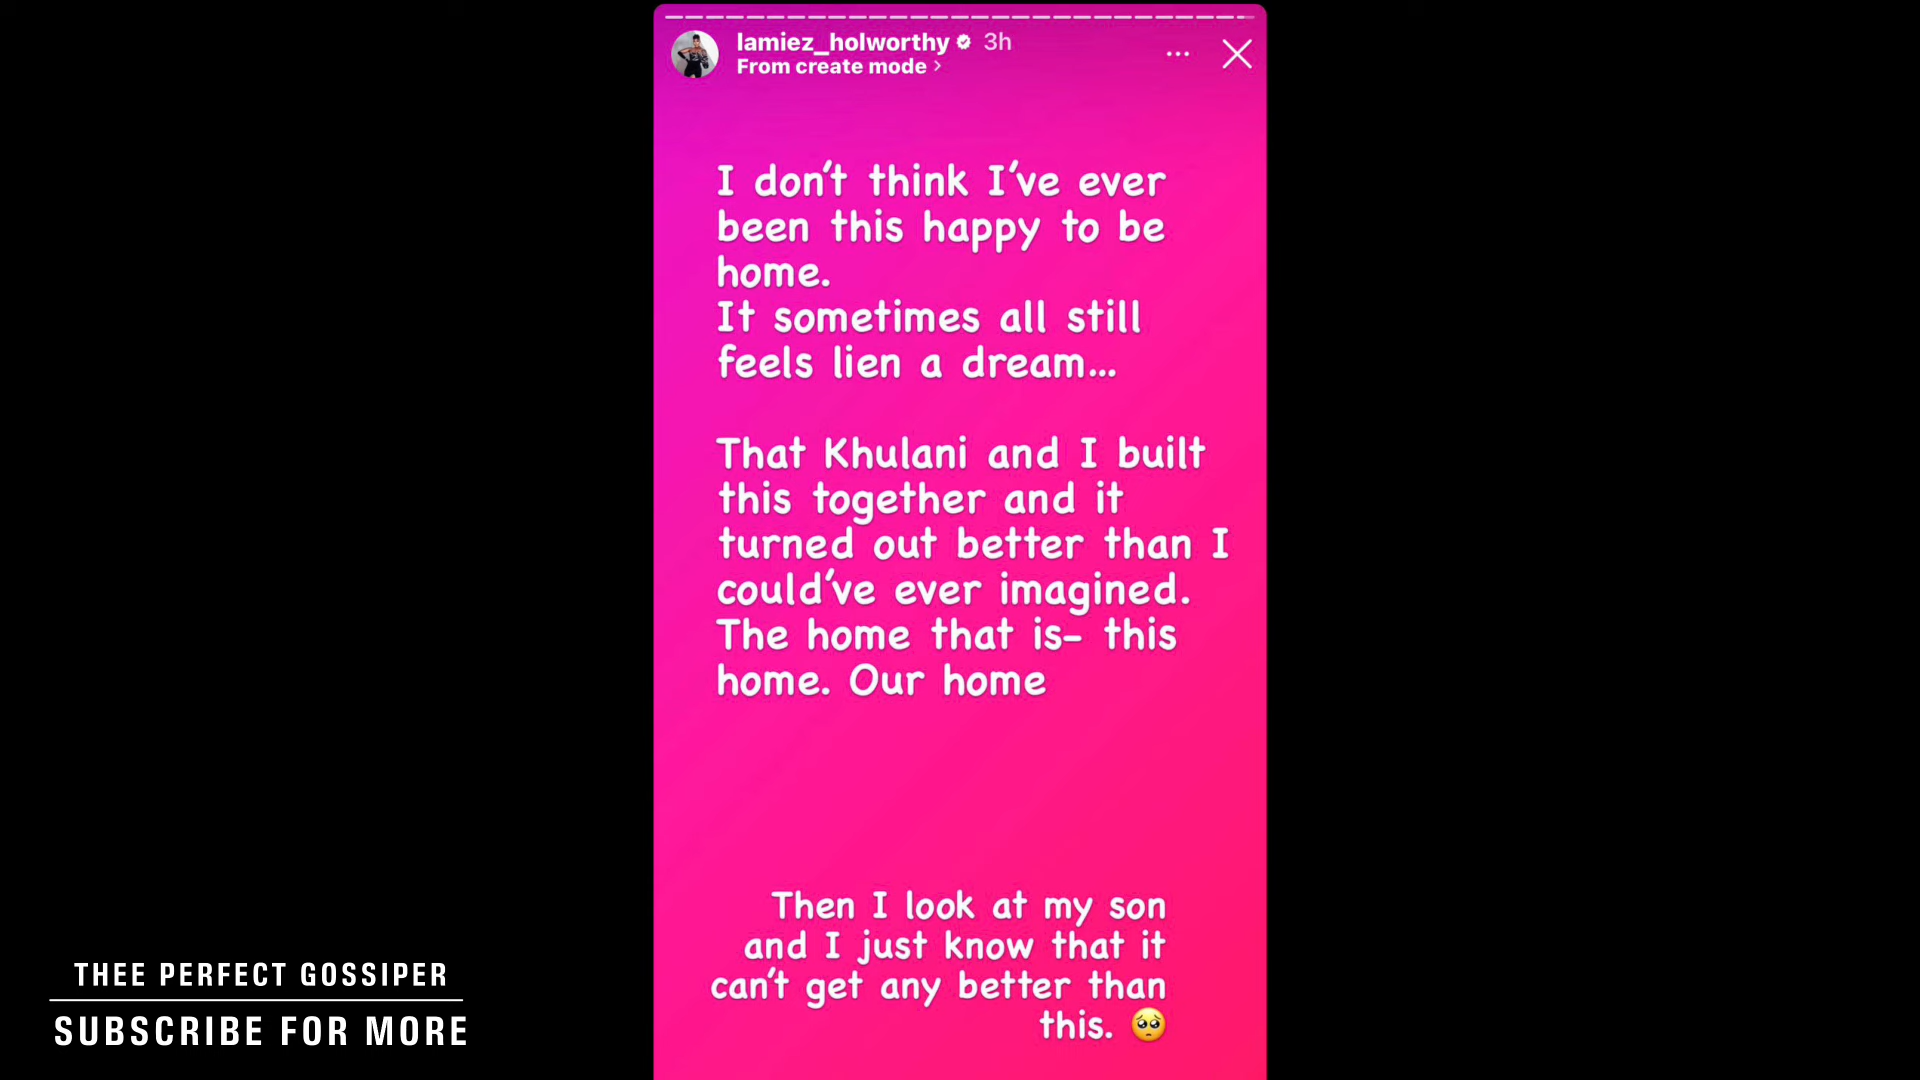 lamiez_holworthy 3h
From create mode >
I don't think I've ever
been this happy to be
home.
It sometimes all still
feels lien a dream...
That Khulani and I built
this together and it
turned out better than I
could've ever imagined.
The home that is- this
home. Our home
Then I look at my son
and I just know that it
can't get any better than
this. 🥺
THEE PERFECT GOSSIPER
SUBSCRIBE FOR MORE